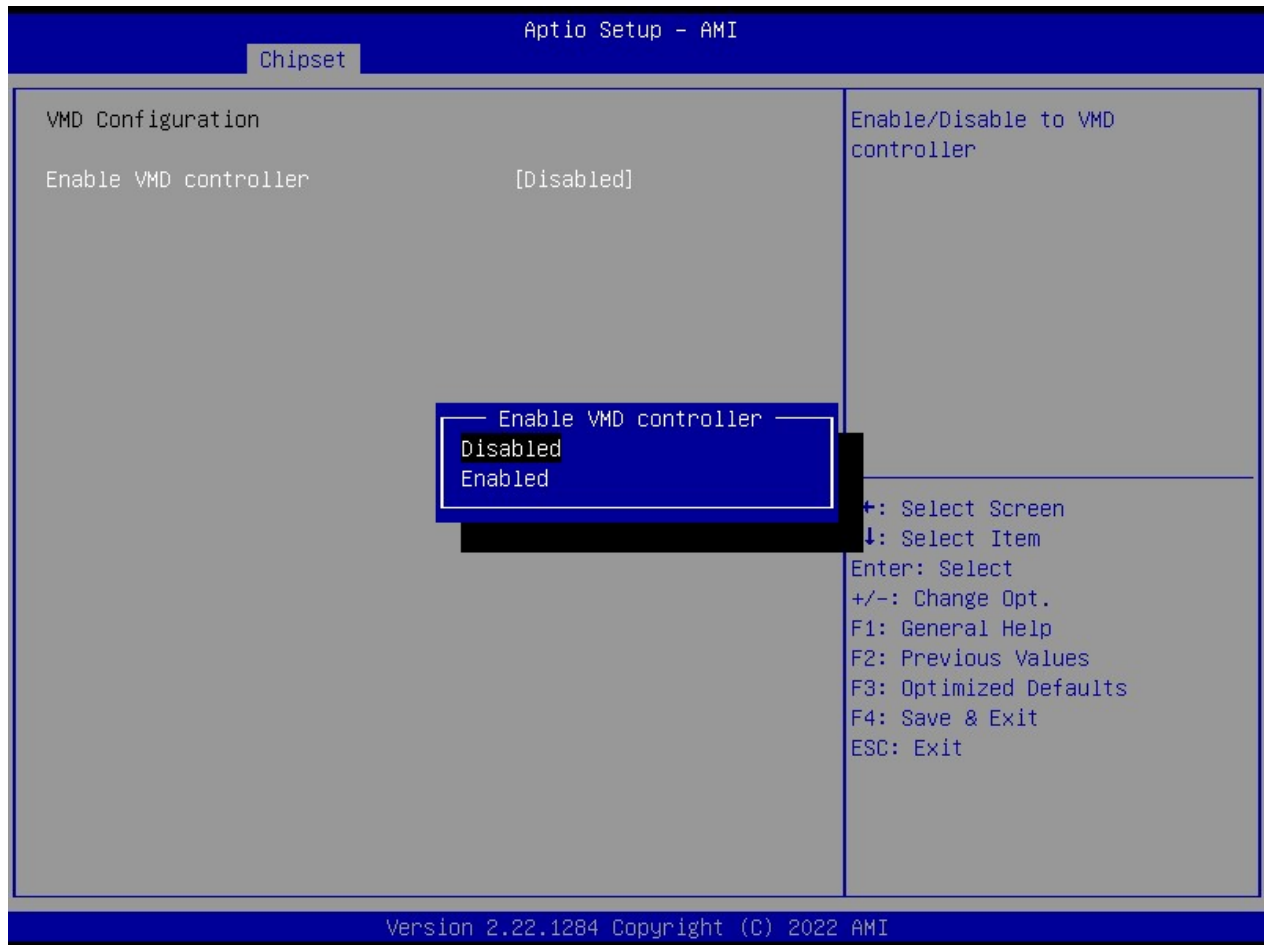 Aptio Setup – AMI
Chipset
VMD Configuration
Enable VMD controller [Disabled]
Enable/Disable to VMD
controller
Enable VMD controller
Disabled
Enabled
: Select Screen
↓: Select Item
Enter: Select
+/-: Change Opt.
F1: General Help
F2: Previous Values
F3: Optimized Defaults
F4: Save & Exit
ESC: Exit
Version 2.22.1284 Copyright (C) 2022 AMI